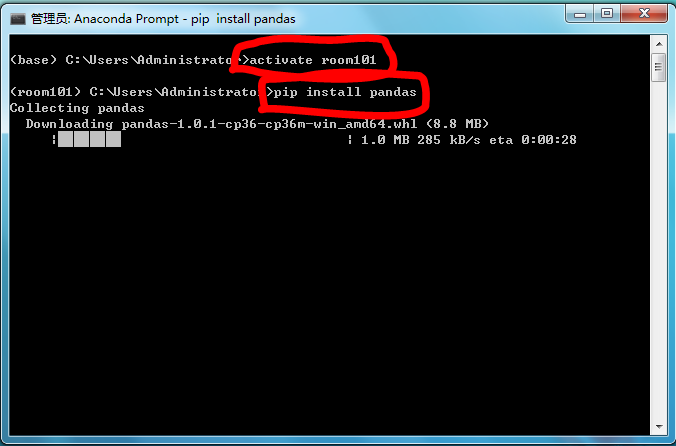 管理员: Anaconda Prompt - pip  install pandas
(base) C:\Users\Administrator>activate room101
(room101) C:\Users\Administrator>pip install pandas
Collecting pandas
  Downloading pandas-1.0.1-cp36-cp36m-win_amd64.whl (8.8 MB)
     |█████                           | 1.0 MB 285 kB/s eta 0:00:28